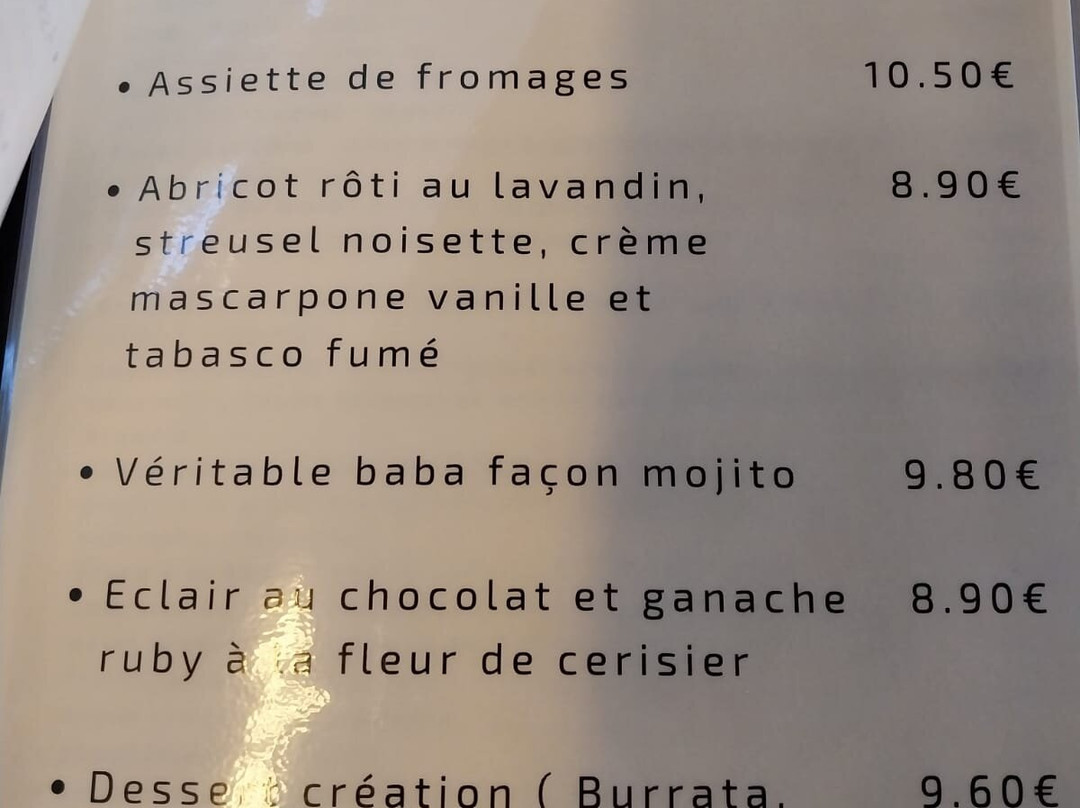 • Assiette de fromages 10.50€
• Abricot rôti au lavandin, 8.90€
streusel noisette, crème
mascarpone vanille et
tabasco fumé
• Véritable baba façon mojito 9.80€
• Eclair au chocolat et ganache 8.90€
ruby à la fleur de cerisier
• Dessert création ( Burrata, 9.60€